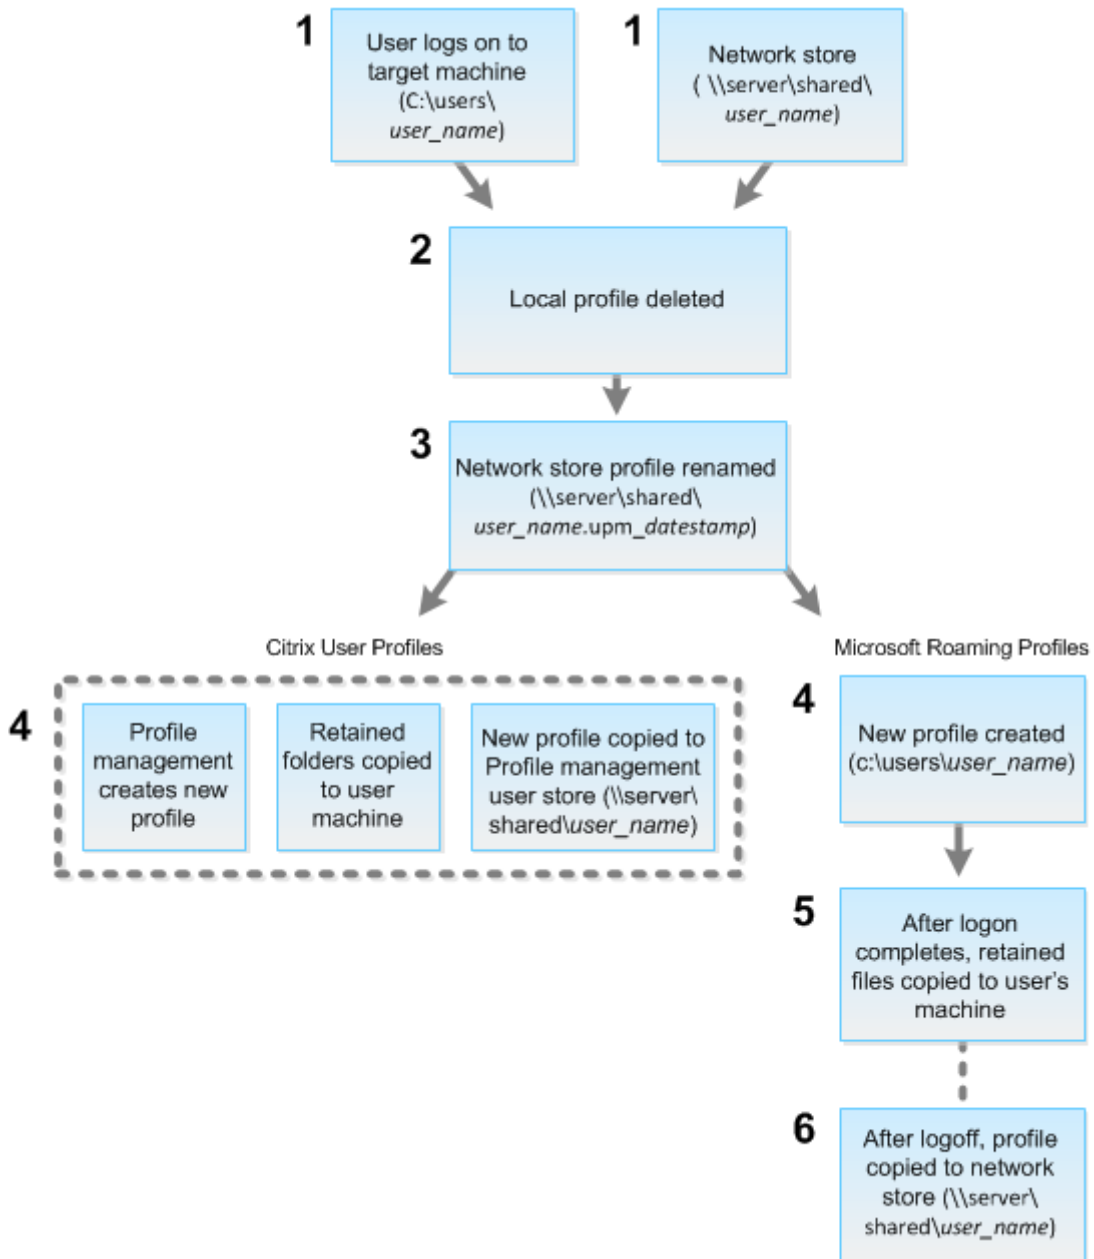 1
User logs on to
target machine
(C:\users\
user_name)
1
Network store
( \\server\shared\
user_name)
2
Local profile deleted
3
Network store profile renamed
(\\server\shared\
user_name.upm_datestamp)
Citrix User Profiles
4
Profile
management
creates new
profile
Retained
folders copied
to user
machine
New profile copied to
Profile management
user store (\\server\
shared\user_name)
Microsoft Roaming Profiles
4
New profile created
(c:\users\user_name)
5
After logon
completes, retained
files copied to user's
machine
6
After logoff, profile
copied to network
store (\\server\
shared\user_name)